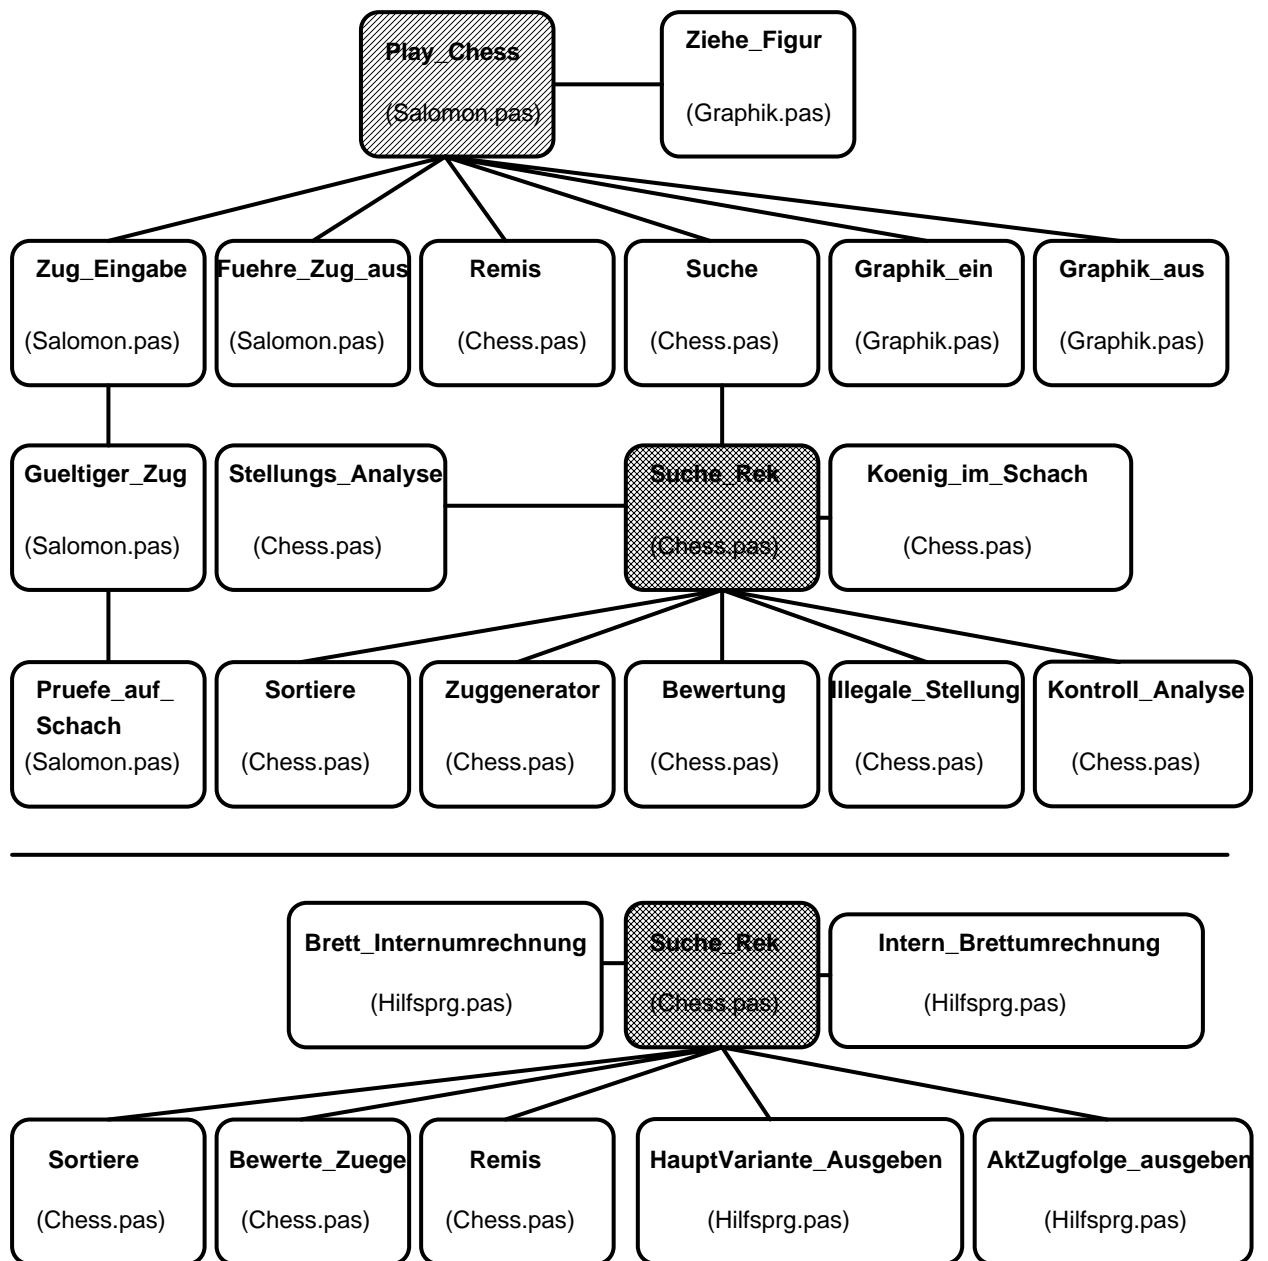 Play_Chess
(Salomon.pas)
Ziehe_Figur
(Graphik.pas)
Zug_Eingabe
(Salomon.pas)
Fuehre_Zug_aus
(Salomon.pas)
Remis
(Chess.pas)
Suche
(Chess.pas)
Graphik_ein
(Graphik.pas)
Graphik_aus
(Graphik.pas)
Gueltiger_Zug
(Salomon.pas)
Stellungs_Analyse
(Chess.pas)
Suche_Rek
(Chess.pas)
Koenig_im_Schach
(Chess.pas)
Pruefe_auf_
Schach
(Salomon.pas)
Sortiere
(Chess.pas)
Zuggenerator
(Chess.pas)
Bewertung
(Chess.pas)
Illegale_Stellung
(Chess.pas)
Kontroll_Analyse
(Chess.pas)
Brett_Internumrechnung
(Hilfsprg.pas)
Suche_Rek
(Chess.pas)
Intern_Brettumrechnung
(Hilfsprg.pas)
Sortiere
(Chess.pas)
Bewerte_Zuege
(Chess.pas)
Remis
(Chess.pas)
HauptVariante_Ausgeben
(Hilfsprg.pas)
AktZugfolge_ausgeben
(Hilfsprg.pas)